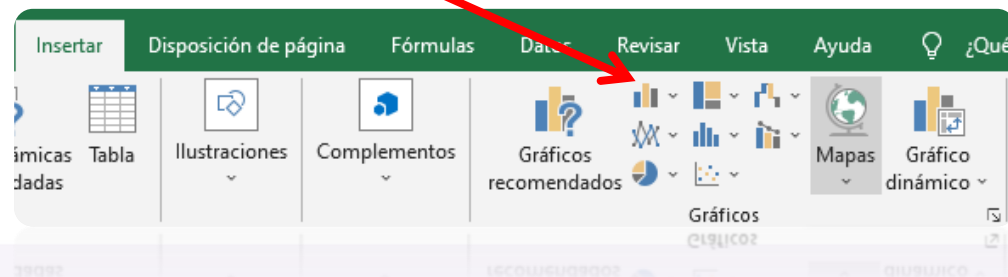 Insertar Disposición de página Fórmulas Datos Revisar Vista Ayuda ¿Qué
ámicas Tabla Ilustraciones Complementos Gráficos Mapas Gráfico
dadas recomendados dinámico
Gráficos